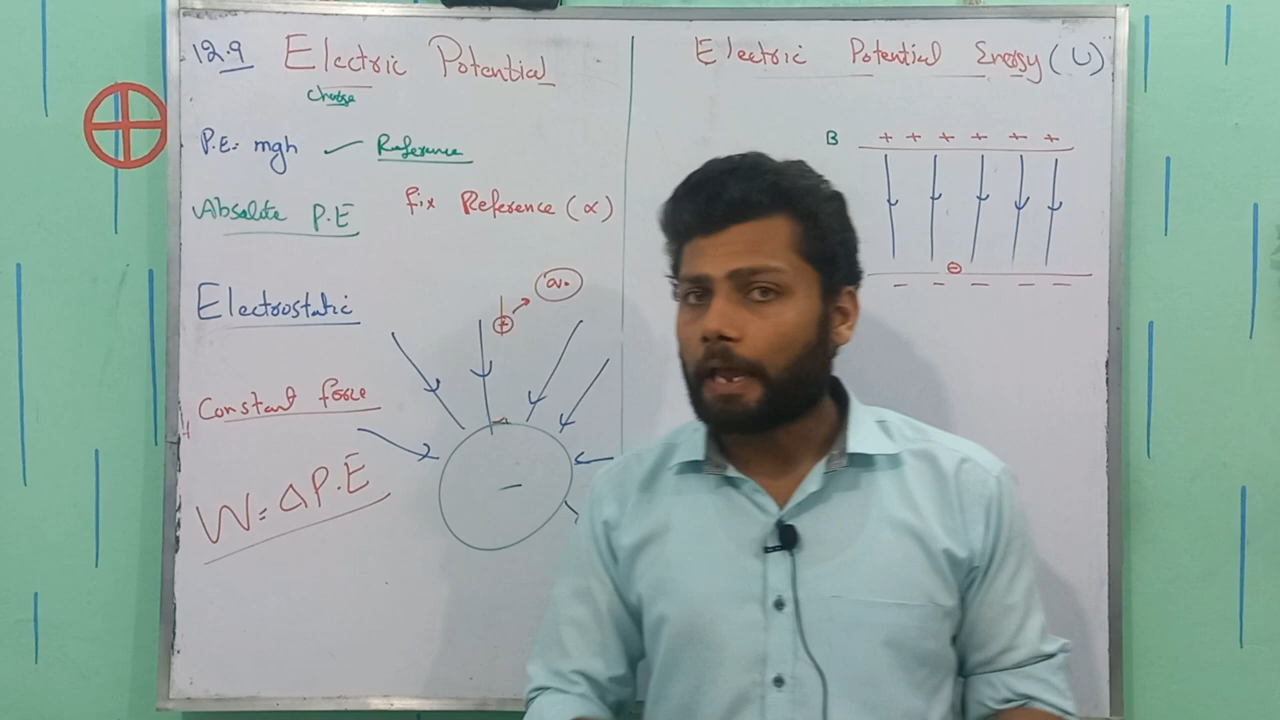 12.9 Electric Potential
Charge
P.E = mgh Reference
Absolute P.E fix Reference (∝)
Electrostatic
a∘
Constant force
W = ΔP.E
−
Electric Potential Energy (U)
B + + + + + +
⊖
− − − − −